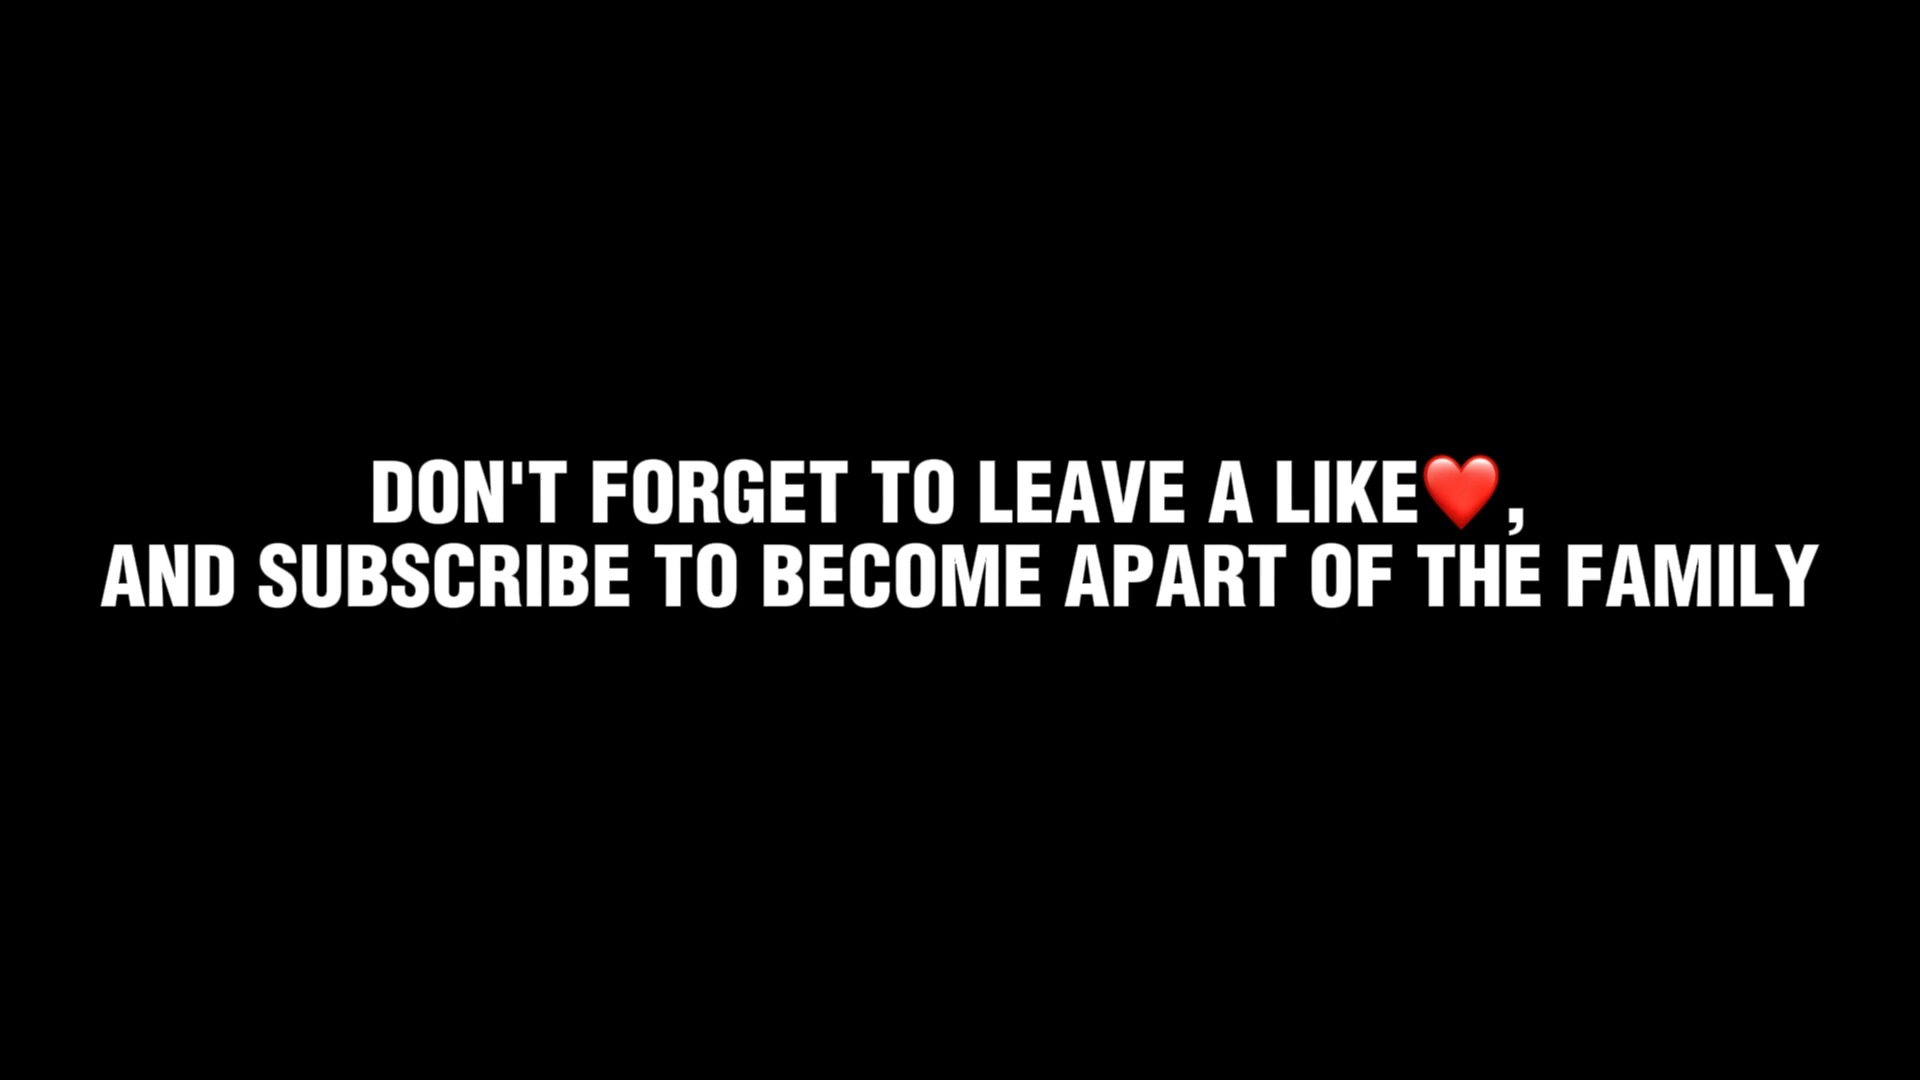 DON'T FORGET TO LEAVE A LIKE❤️,
AND SUBSCRIBE TO BECOME APART OF THE FAMILY